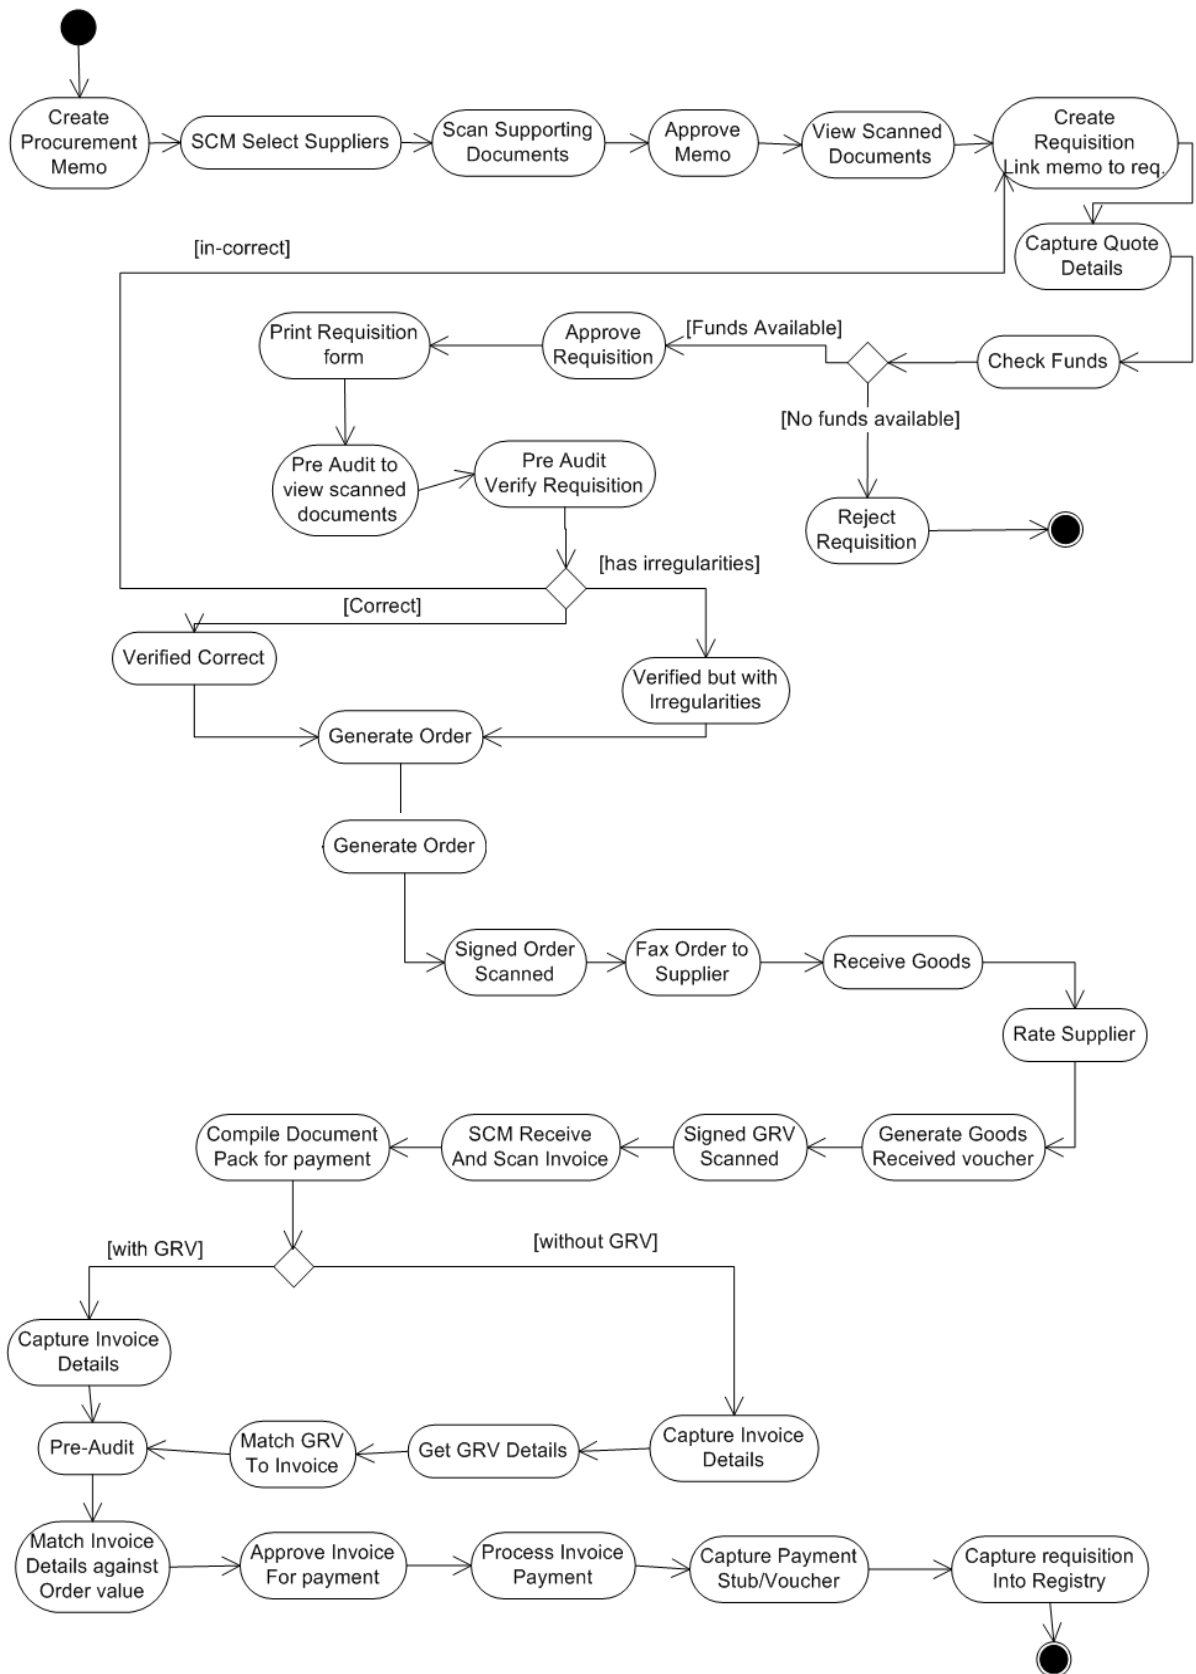 Create
Procurement
Memo
SCM Select Suppliers
Scan Supporting
Documents
Approve
Memo
View Scanned
Documents
Create
Requisition
Link memo to req.
Capture Quote
Details
[in-correct]
Print Requisition
form
Approve
Requisition
[Funds Available]
Check Funds
[No funds available]
Pre Audit to
view scanned
documents
Pre Audit
Verify Requisition
Reject
Requisition
[has irregularities]
[Correct]
Verified Correct
Verified but with
Irregularities
Generate Order
Generate Order
Signed Order
Scanned
Fax Order to
Supplier
Receive Goods
Rate Supplier
Compile Document
Pack for payment
SCM Receive
And Scan Invoice
Signed GRV
Scanned
Generate Goods
Received voucher
[with GRV]
[without GRV]
Capture Invoice
Details
Pre-Audit
Match GRV
To Invoice
Get GRV Details
Capture Invoice
Details
Match Invoice
Details against
Order value
Approve Invoice
For payment
Process Invoice
Payment
Capture Payment
Stub/Voucher
Capture requisition
Into Registry